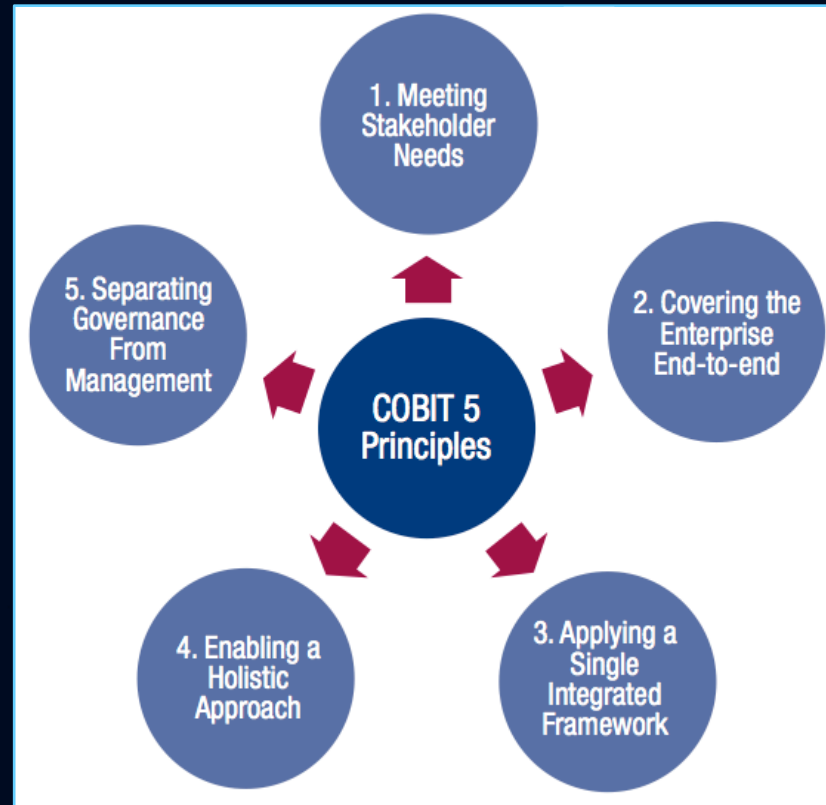 1. Meeting
Stakeholder
Needs
5. Separating
Governance
From
Management
2. Covering the
Enterprise
End-to-end
COBIT 5
Principles
4. Enabling a
Holistic
Approach
3. Applying a
Single
Integrated
Framework